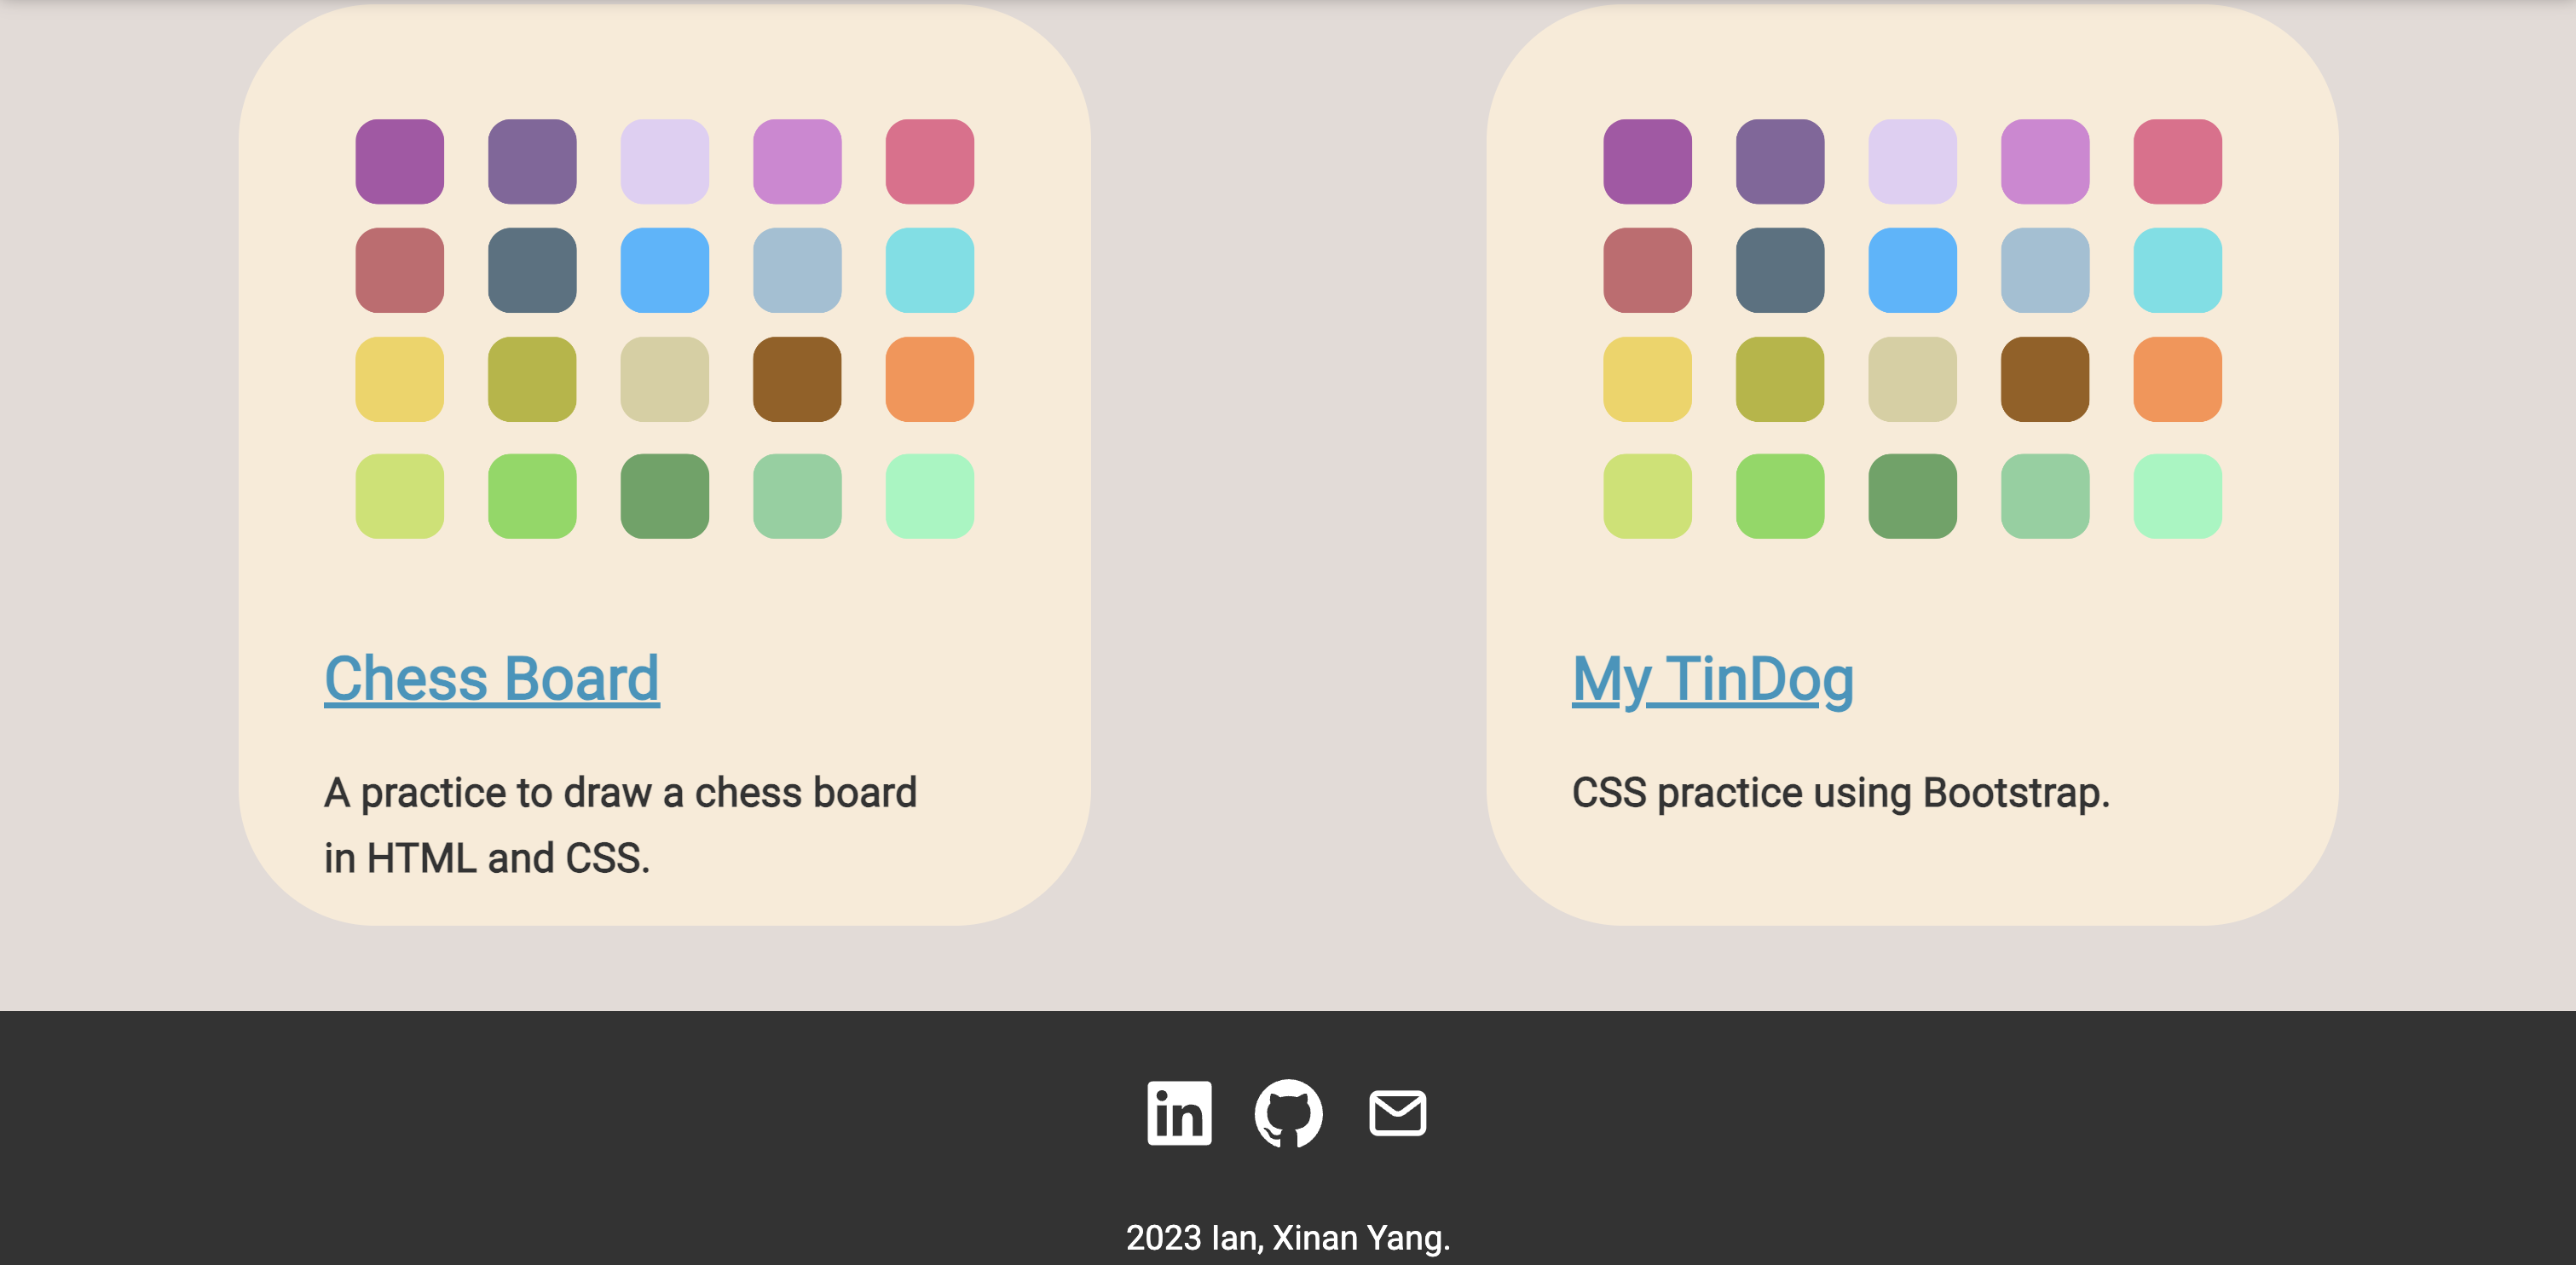 Chess Board
A practice to draw a chess board
in HTML and CSS.
My TinDog
CSS practice using Bootstrap.
in
2023 Ian, Xinan Yang.